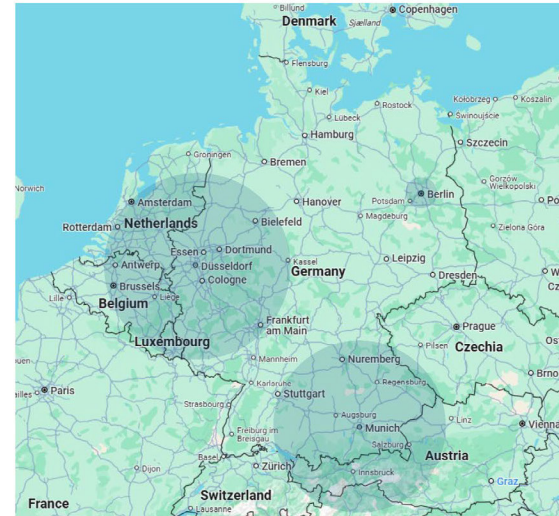 Billund
Copenhagen
Denmark
Sjælland
Flensburg
Kiel
Rostock
Kołobrzeg
Koszalin
Świnoujście
Lübeck
Hamburg
Szczecin
Groningen
Bremen
Norwich
Amsterdam
Hanover
Berlin
Potsdam
Gorzów
Wielkopolski
Rotterdam
Netherlands
Bielefeld
Magdeburg
Zielona Góra
Essen
Dortmund
Antwerp
Düsseldorf
Kassel
Leipzig
Germany
Cologne
Dresden
Brussels
Liège
Lille
Belgium
Frankfurt
am Main
Prague
Luxembourg
Pilsen
Czechia
Mannheim
Nuremberg
Brno
Paris
Karlsruhe
Regensburg
Stuttgart
Strasbourg
Augsburg
Linz
Munich
Vienna
Freiburg im
Breisgau
Salzburg
Basel
Zürich
Austria
Dijon
Innsbruck
Graz
Switzerland
France
Lausanne